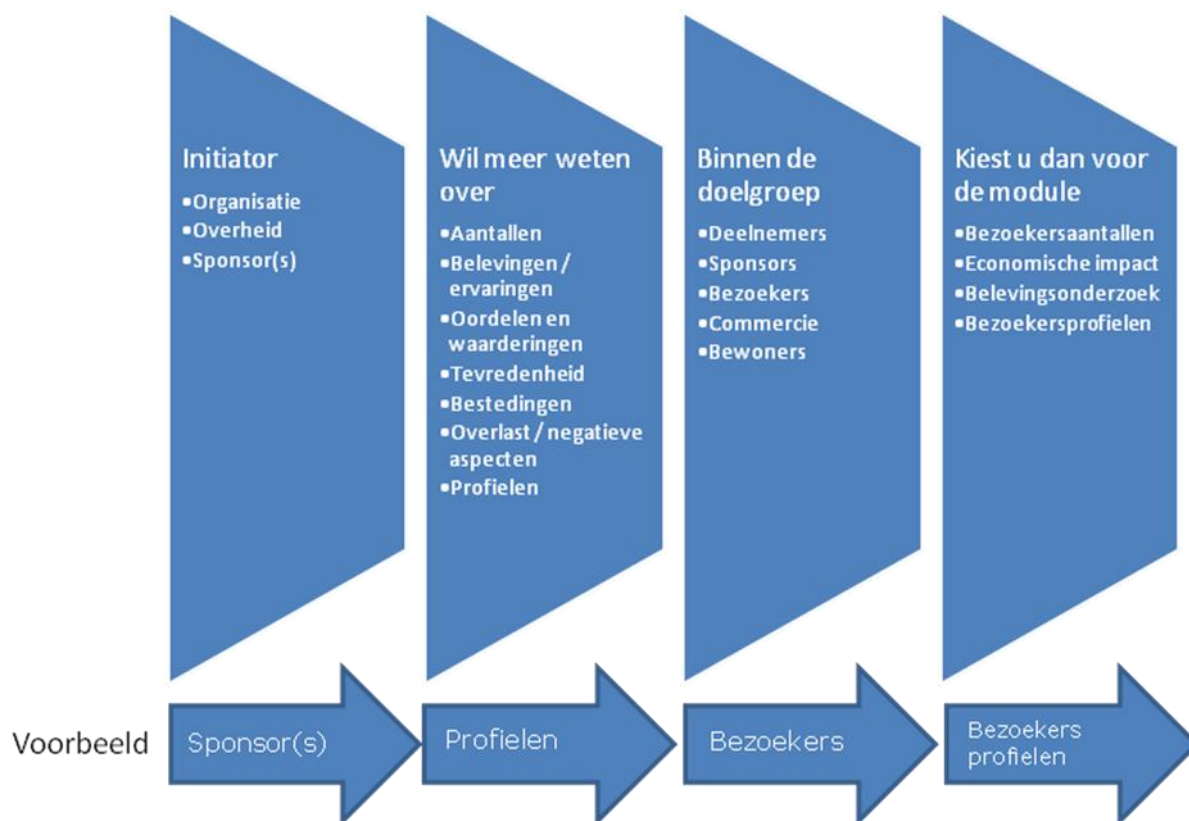 Initiator
•Organisatie
•Overheid
•Sponsor(s)
Wil meer weten
over
•Aantallen
•Belevingen /
ervaringen
•Oordelen en
waarderingen
•Tevredenheid
•Bestedingen
•Overlast / negatieve
aspecten
•Profielen
Binnen de
doelgroep
•Deelnemers
•Sponsors
•Bezoekers
•Commercie
•Bewoners
Kiest u dan voor
de module
•Bezoekersaantallen
•Economische impact
•Belevingsonderzoek
•Bezoekersprofielen
Voorbeeld
Sponsor(s)
Profielen
Bezoekers
Bezoekers
profielen